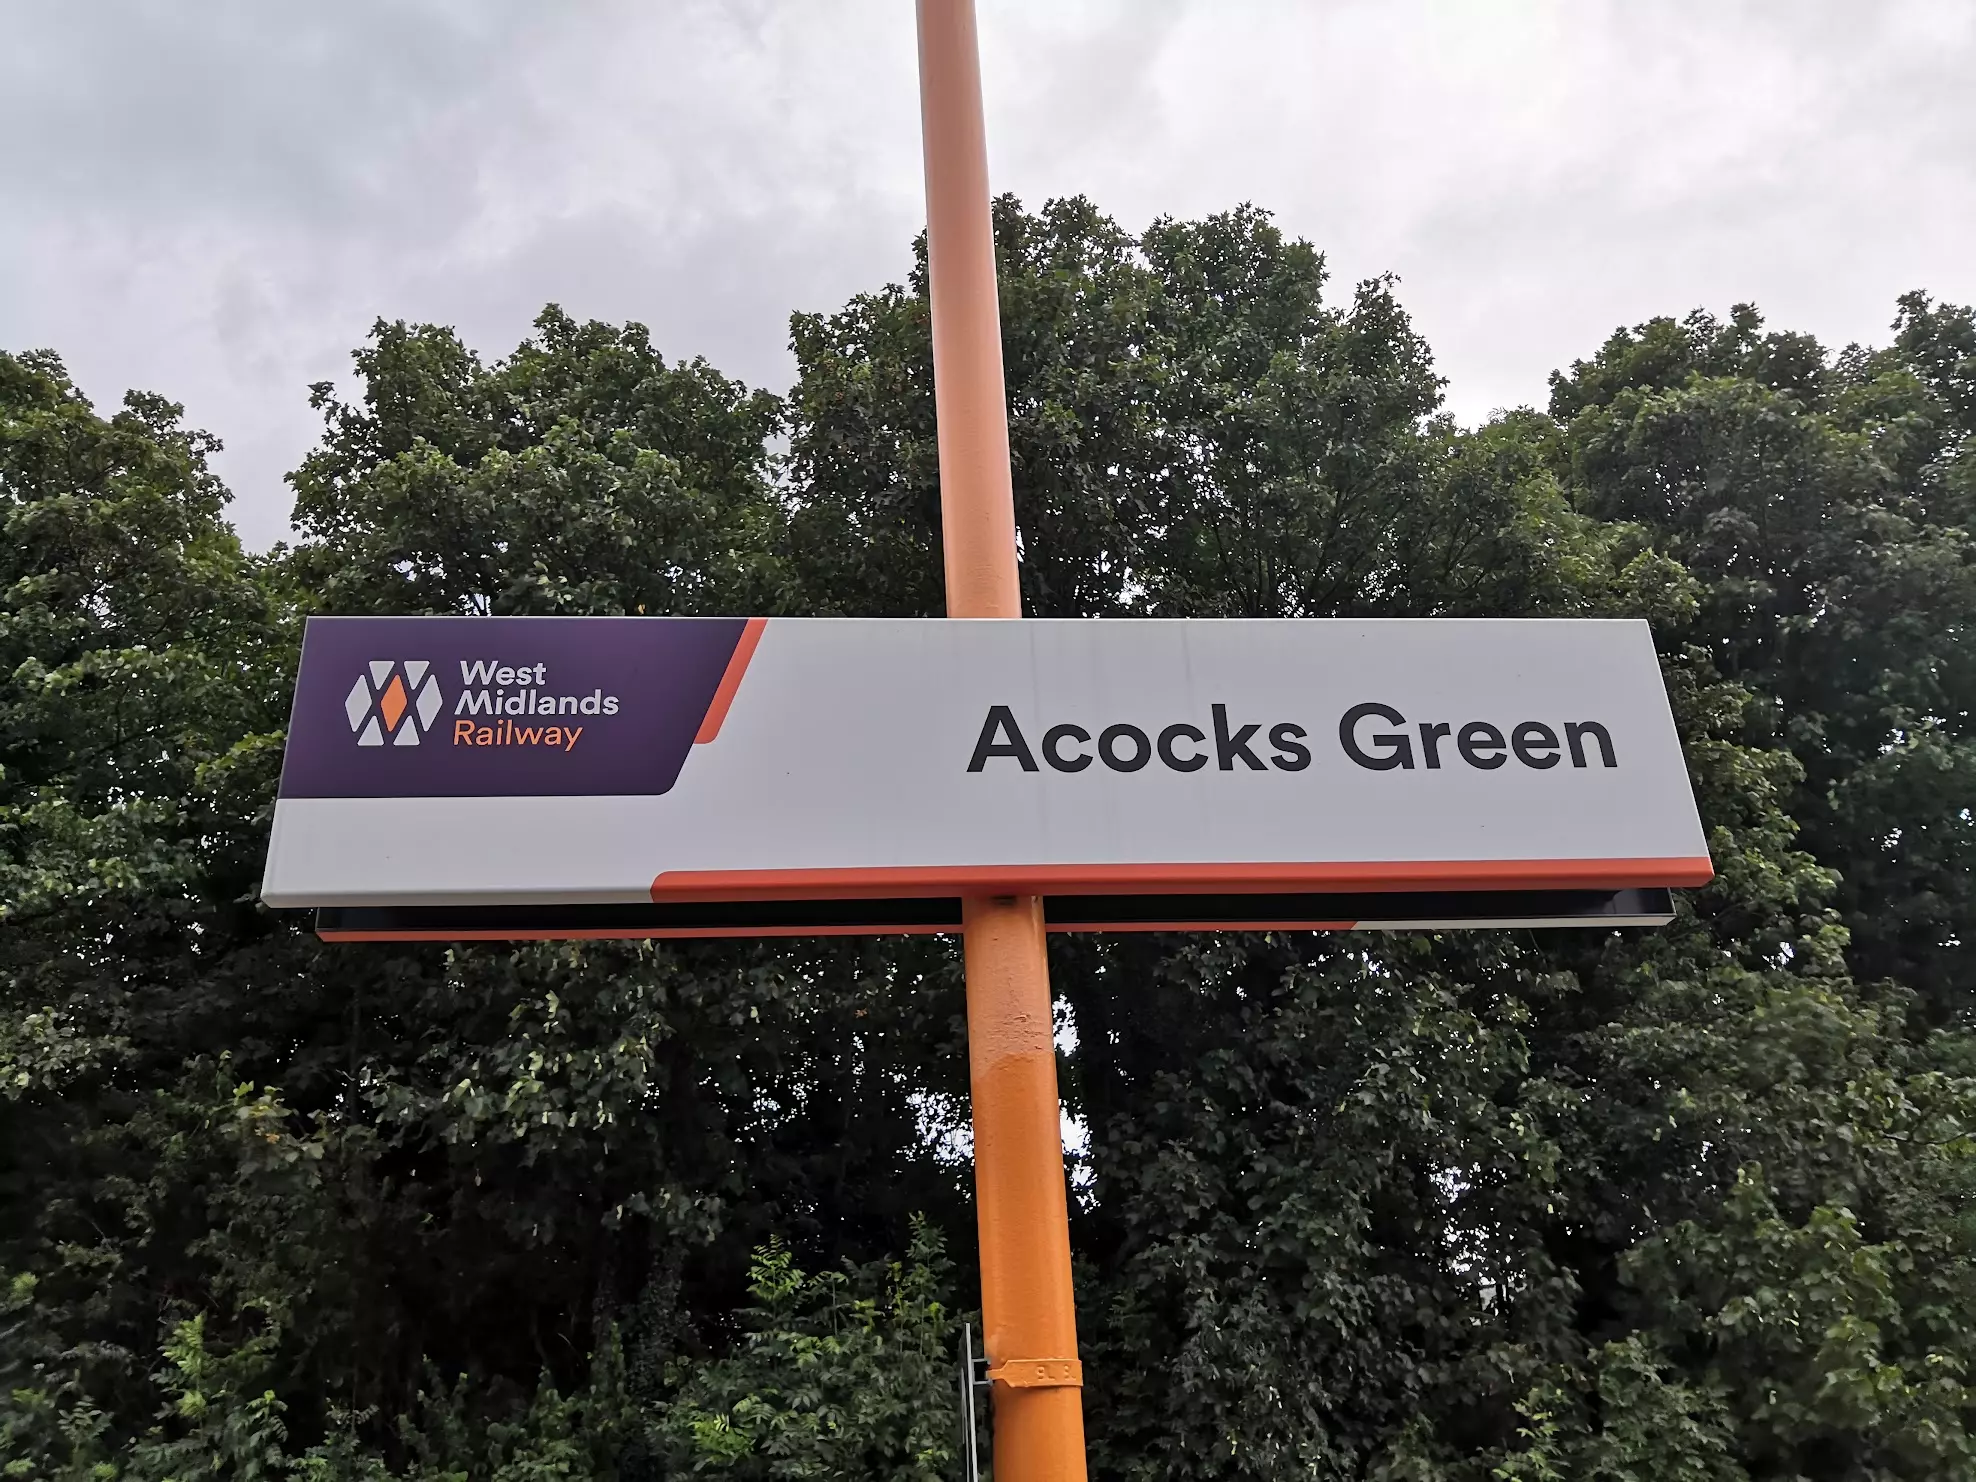 West
Midlands
Railway
Acocks Green